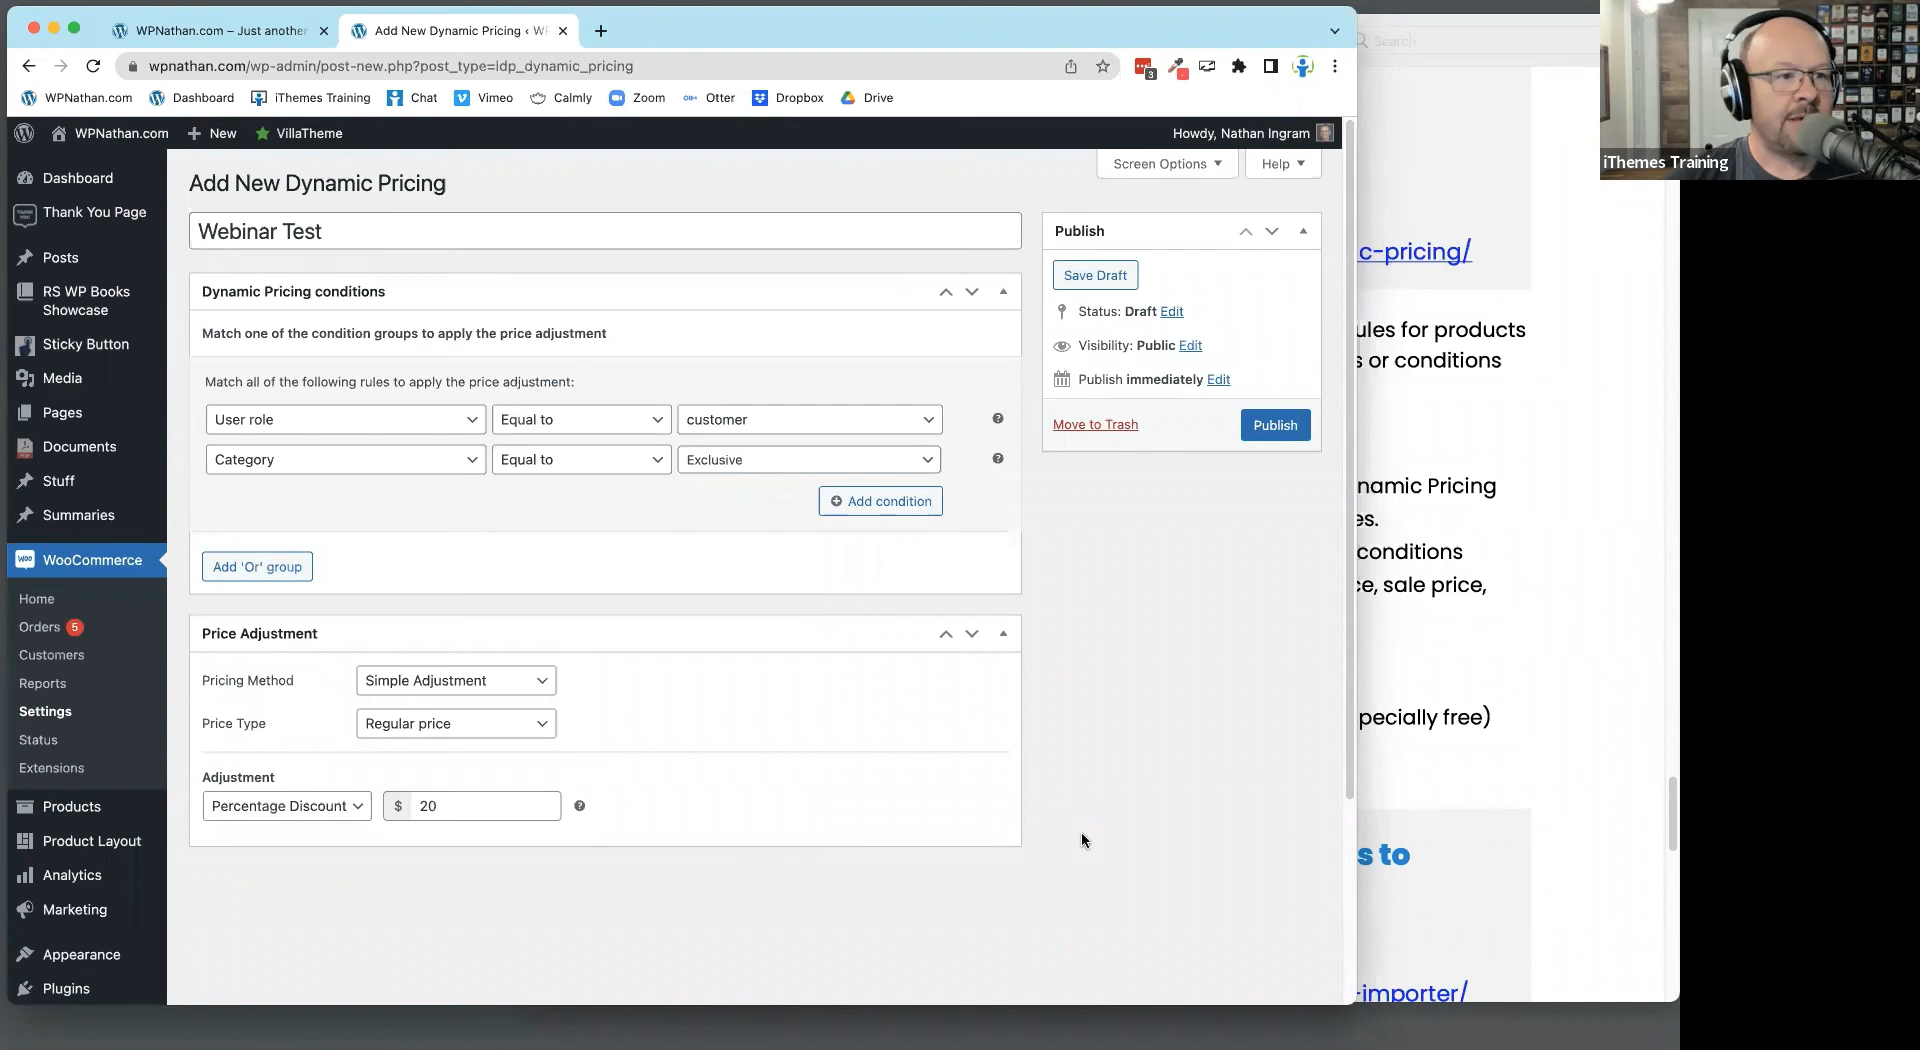 WPNathan.com – Just another
Add New Dynamic Pricing ‹ WP
Search
wpnathan.com/wp-admin/post-new.php?post_type=idp_dynamic_pricing
3
WPNathan.com
Dashboard
iThemes Training
Chat
Vimeo
Calmly
Zoom
Otter
Dropbox
Drive
WPNathan.com
New
VillaTheme
Howdy, Nathan Ingram
iThemes Training
Dashboard
Thank You Page
Posts
RS WP Books
Showcase
Sticky Button
Media
Pages
Documents
Stuff
Summaries
WooCommerce
Home
Orders 5
Customers
Reports
Settings
Status
Extensions
Products
Product Layout
Analytics
Marketing
Appearance
Plugins
Screen Options
Help
Add New Dynamic Pricing
Webinar Test
Dynamic Pricing conditions
Match one of the condition groups to apply the price adjustment
Match all of the following rules to apply the price adjustment:
User role
Equal to
customer
Category
Equal to
Exclusive
Add condition
Add 'Or' group
Price Adjustment
Pricing Method
Simple Adjustment
Price Type
Regular price
Adjustment
Percentage Discount
$ 20
Publish
Save Draft
Status: Draft Edit
Visibility: Public Edit
Publish immediately Edit
Move to Trash
Publish
c-pricing/
ules for products
s or conditions
namic Pricing
es.
conditions
ce, sale price,
pecially free)
s to
-importer/